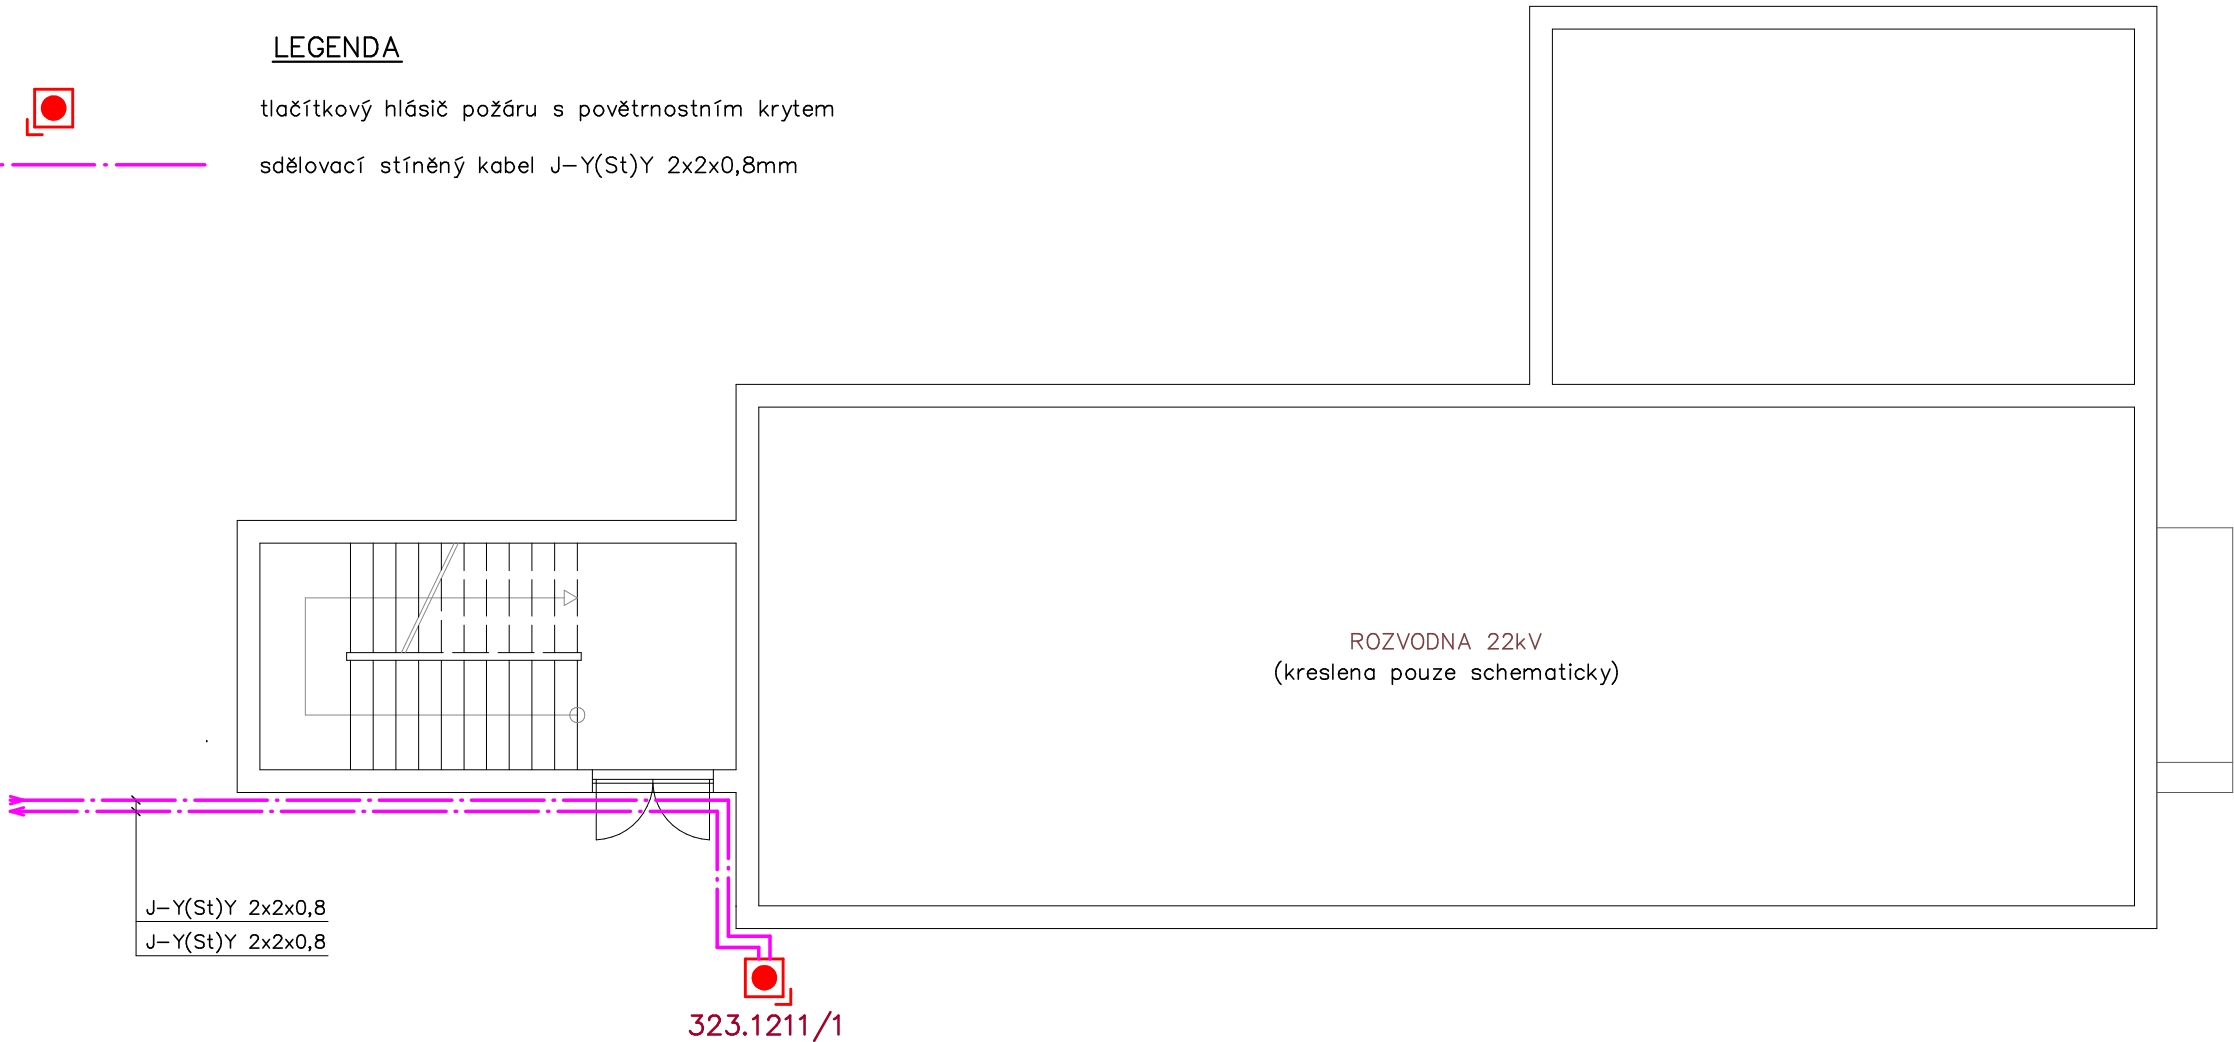 LEGENDA
tlačítkový hlásič požáru s povětrnostním krytem
sdělovací stíněný kabel J-Y(St)Y 2x2x0,8mm
ROZVODNA 22kV
(kreslena pouze schematicky)
J-Y(St)Y 2x2x0,8
J-Y(St)Y 2x2x0,8
323.1211/1